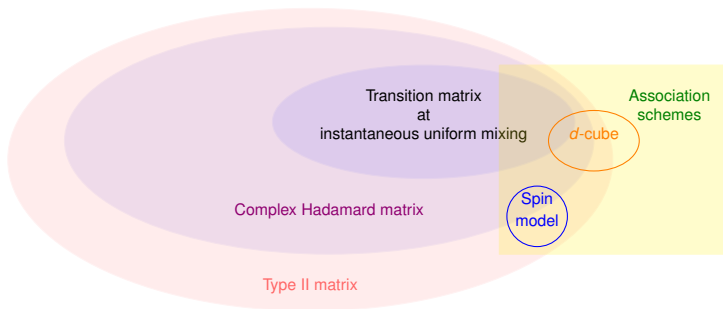 Transition matrix
at
instantaneous uniform mixing
Association
schemes
d-cube
Spin
model
Complex Hadamard matrix
Type II matrix